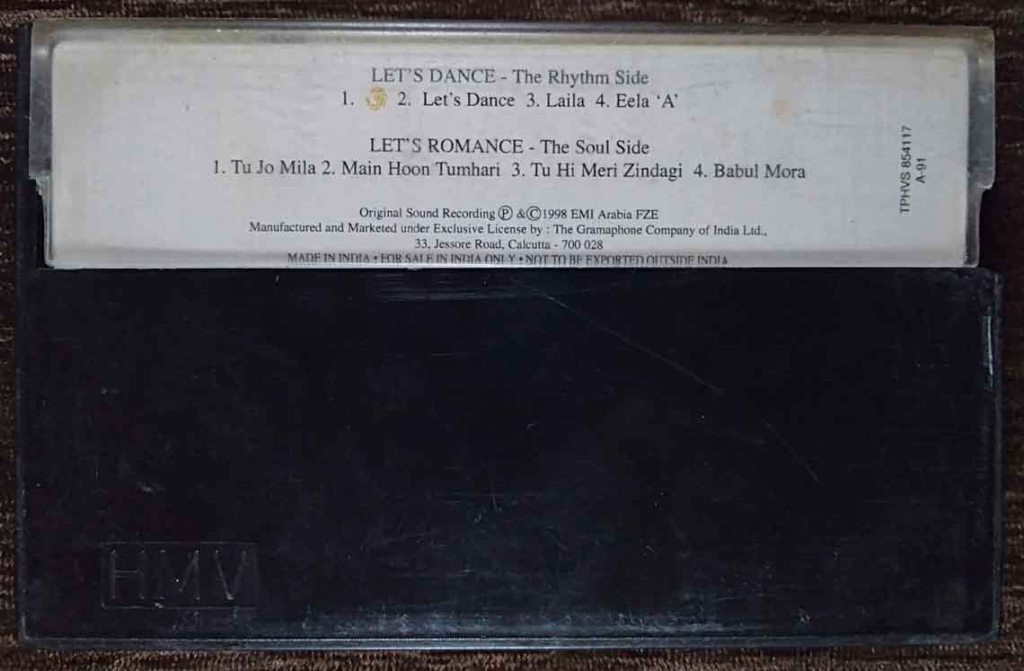 LET'S DANCE - The Rhythm Side
1. ॐ 2. Let's Dance 3. Laila 4. Eela 'A'
LET'S ROMANCE - The Soul Side
1. Tu Jo Mila 2. Main Hoon Tumhari 3. Tu Hi Meri Zindagi 4. Babul Mora
Original Sound Recording ℗ &©1998 EMI Arabia FZE
Manufactured and Marketed under Exclusive License by : The Gramaphone Company of India Ltd.,
33, Jessore Road, Calcutta - 700 028
MADE IN INDIA • FOR SALE IN INDIA ONLY • NOT TO BE EXPORTED OUTSIDE INDIA
TPHVS 854117
A-91
HMV